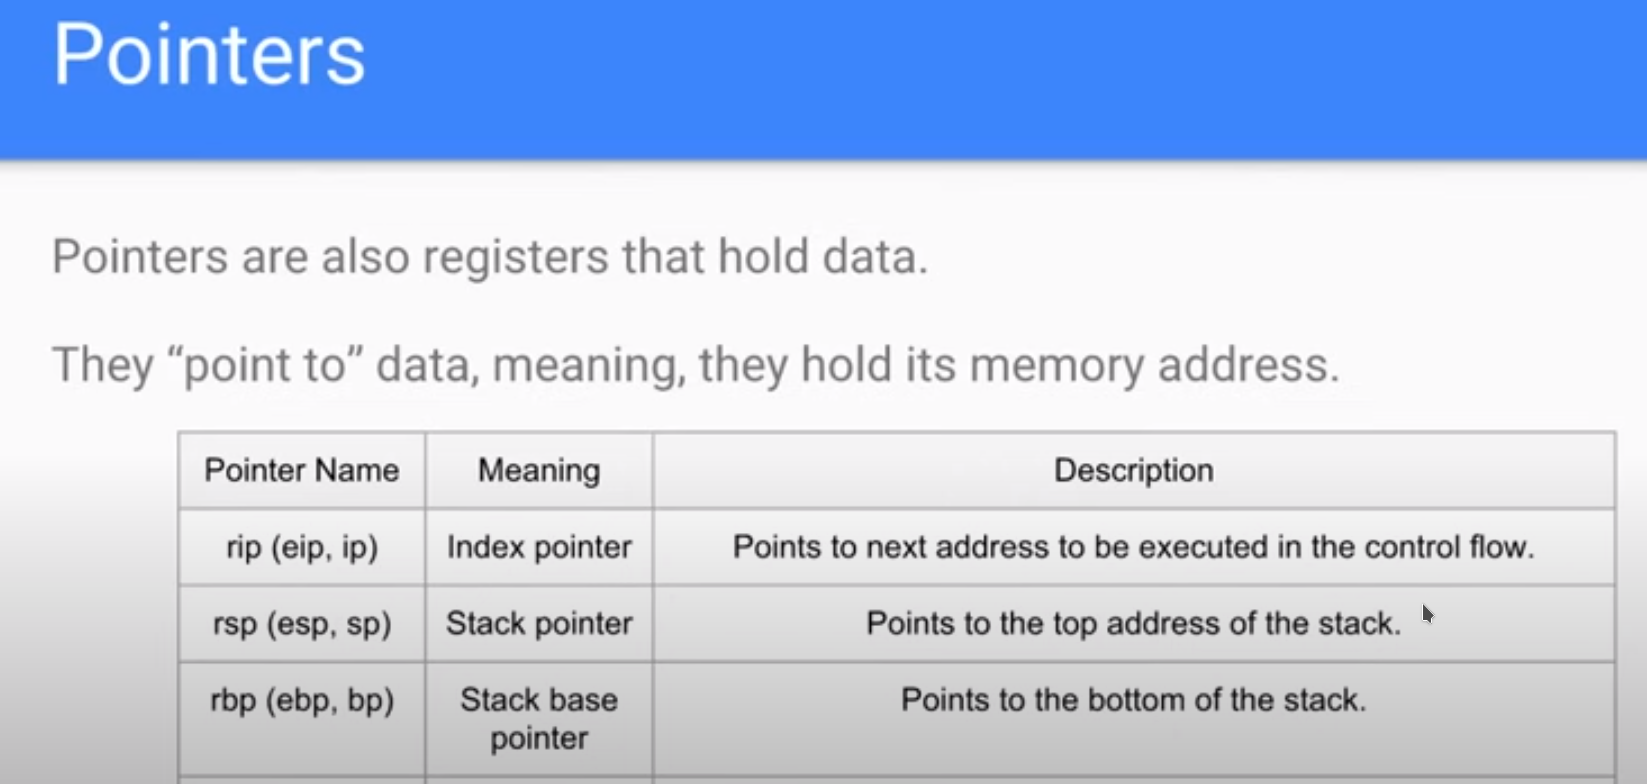 Pointers
Pointers are also registers that hold data.
They “point to” data, meaning, they hold its memory address.
Pointer Name Meaning Description
rip (eip, ip) Index pointer Points to next address to be executed in the control flow.
rsp (esp, sp) Stack pointer Points to the top address of the stack.
rbp (ebp, bp) Stack base Points to the bottom of the stack.
pointer